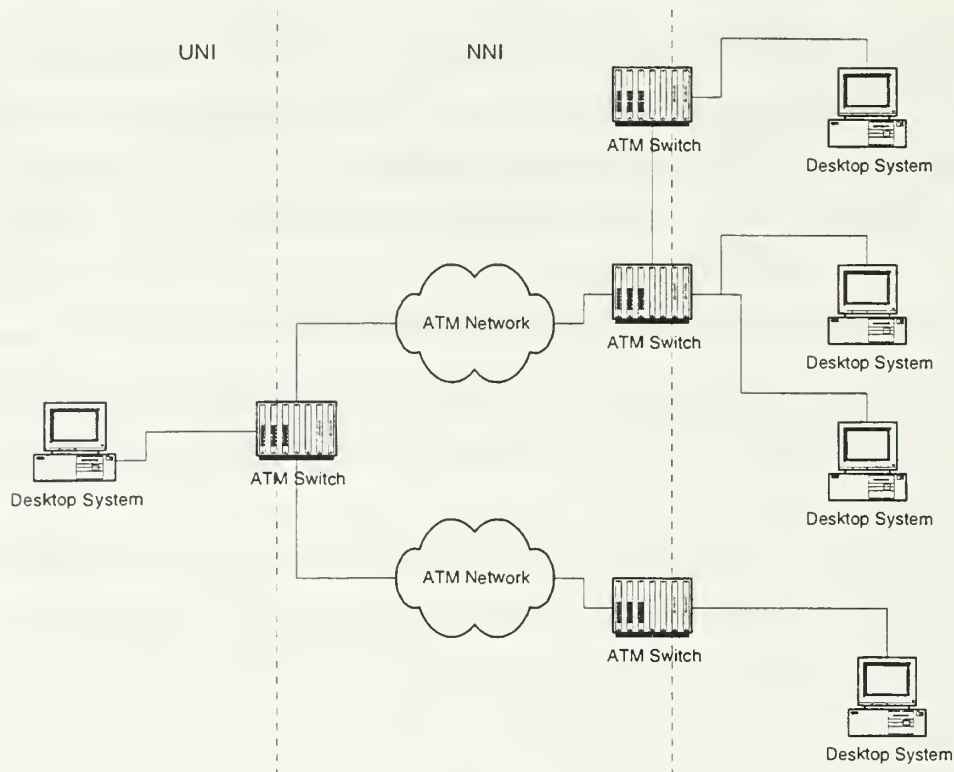 UNI
NNI
ATM Switch
Desktop System
ATM Network
ATM Switch
Desktop System
Desktop System
ATM Switch
Desktop System
ATM Network
ATM Switch
Desktop System